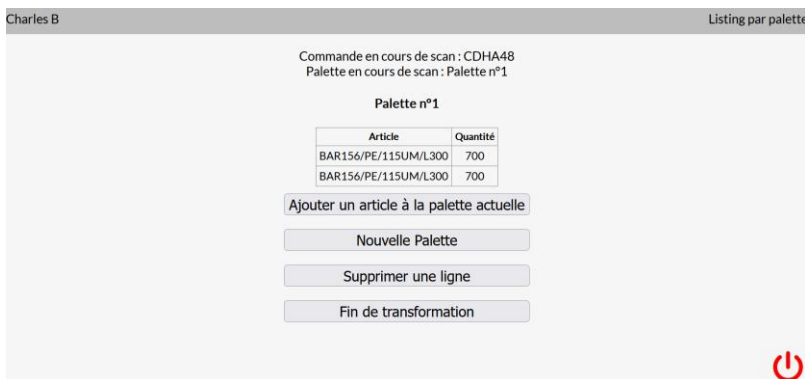 Charles B
Listing par palette
Commande en cours de scan : CDHA48
Palette en cours de scan : Palette n°1
Palette n°1
Article Quantité
BAR156/PE/115UM/L300 700
BAR156/PE/115UM/L300 700
Ajouter un article à la palette actuelle
Nouvelle Palette
Supprimer une ligne
Fin de transformation